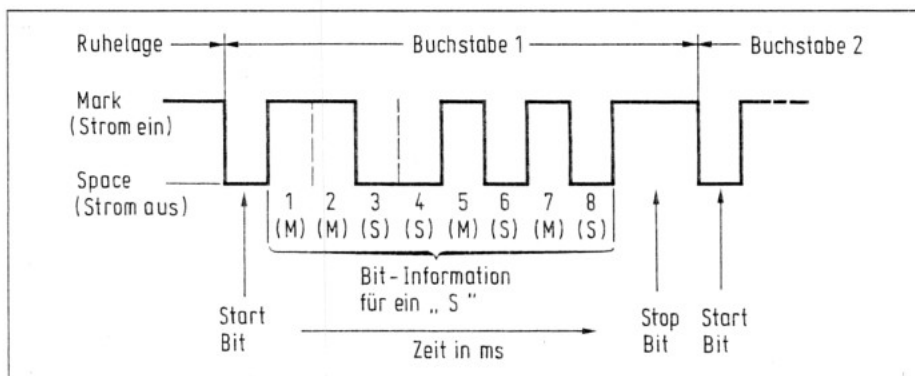 Ruhelage Buchstabe 1 Buchstabe 2
Mark
(Strom ein)
Space
(Strom aus)
1 2 3 4 5 6 7 8
(M) (M) (S) (S) (M) (S) (M) (S)
Bit-Information
für ein „ S "
Start
Bit
Zeit in ms
Stop
Bit
Start
Bit